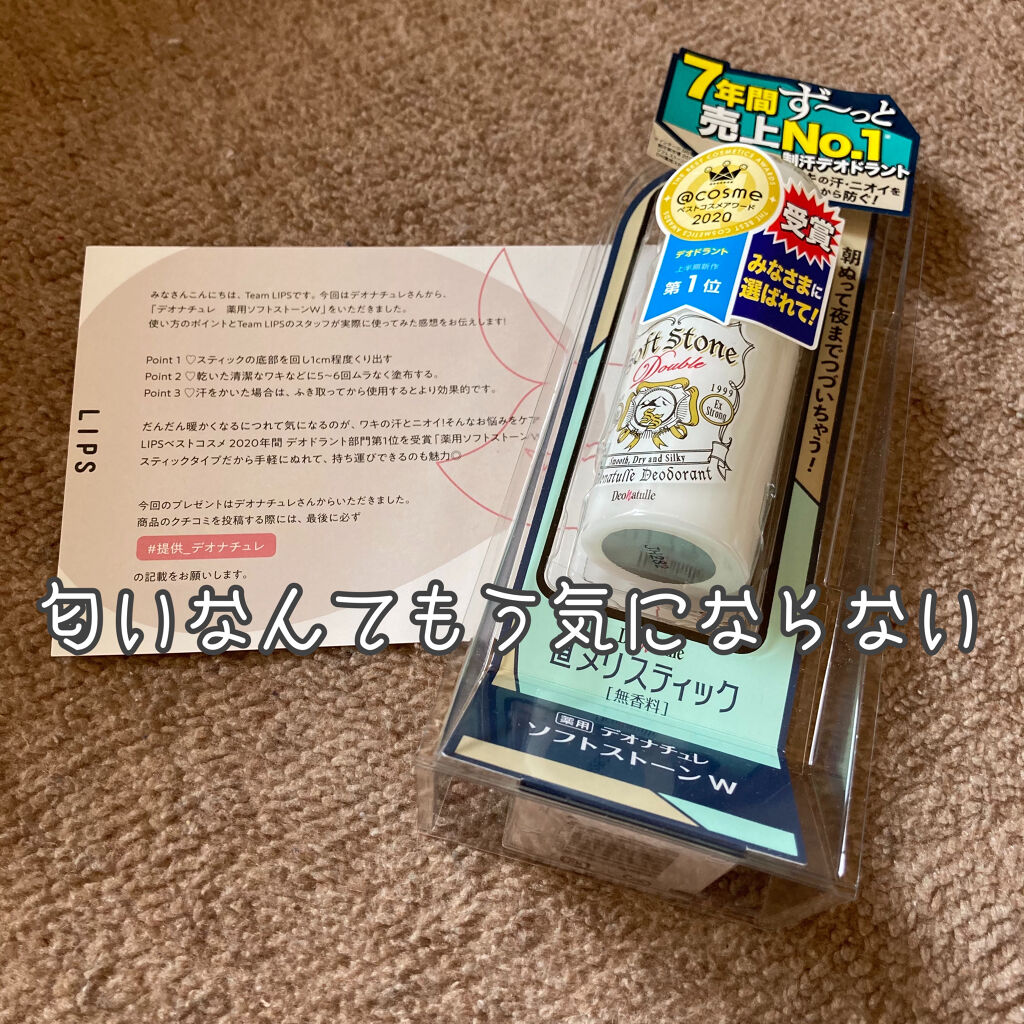 7年間ず〜っと
売上No.1
制汗デオドラント
の汗・ニオイを
から防ぐ!
THE BEST COSMETICS AWARDS
@cosme
ベストコスメアワード
2020
THE BEST COSMETICS AWARDS
受賞
デオドラント
上半期新作
第1位
みなさまに
選ばれて!
朝ぬって夜までつづいちゃう!
oft Stone
Double
1999
Ex
Strong
Smooth, Dry and Silky
Deodorant
DeoNatulle
LIPS
みなさんこんにちは、Team LIPSです。今回はデオナチュレさんから、
「デオナチュレ 薬用ソフトストーンW」をいただきました。
使い方のポイントとTeam LIPSのスタッフが実際に使ってみた感想をお伝えします!
Point 1 ♡スティックの底部を回し1cm程度くり出す
Point 2 ♡乾いた清潔なワキなどに5〜6回ムラなく塗布する。
Point 3 ♡汗をかいた場合は、ふき取ってから使用するとより効果的です。
だんだん暖かくなるにつれて気になるのが、ワキの汗とニオイ!そんなお悩みをケア
LIPSベストコスメ2020年間 デオドラント部門第1位を受賞「薬用ソフトストーンW
スティックタイプだから手軽にぬれて、持ち運びできるのも魅力◎
今回のプレゼントはデオナチュレさんからいただきました。
商品のクチコミを投稿する際には、最後に必ず
#提供_デオナチュレ
の記載をお願いします。
匂いなんてもう気にならない
直メリスティック
[無香料]
薬用 デオナチュレ
ソフトストーンW